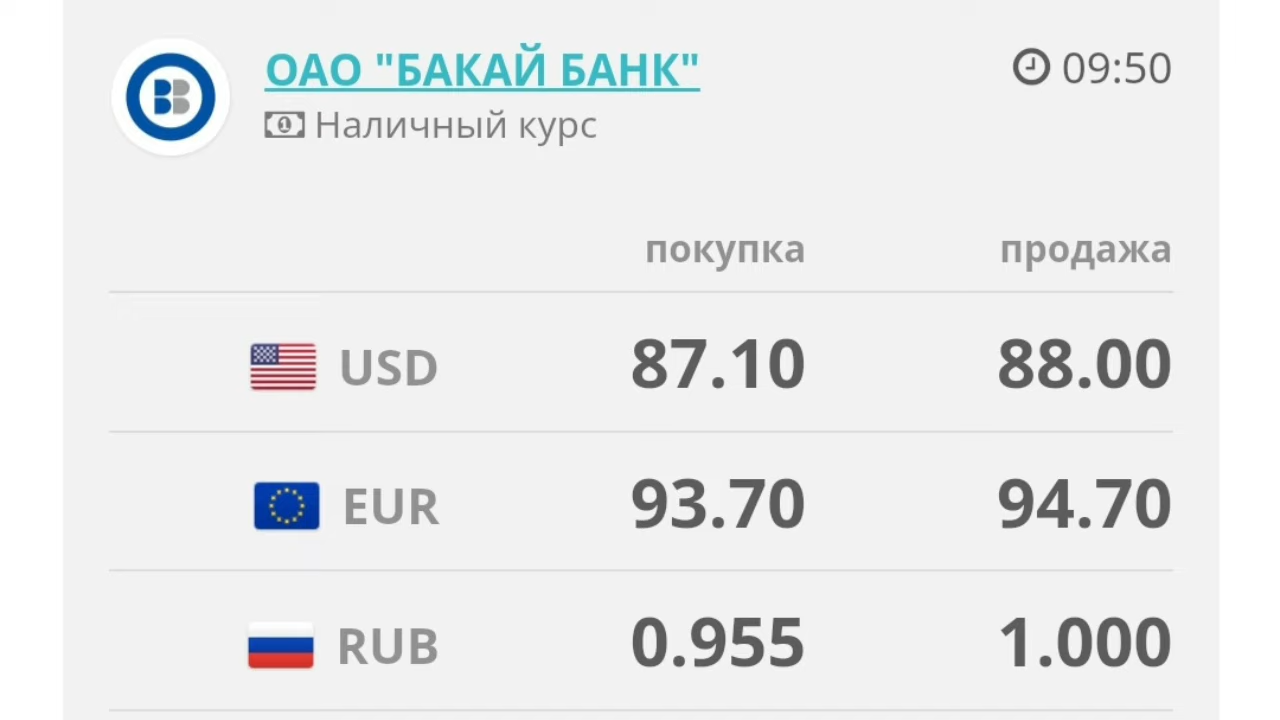 ОАО "БАКАЙ БАНК" 09:50
Наличный курс
покупка продажа
USD 87.10 88.00
EUR 93.70 94.70
RUB 0.955 1.000